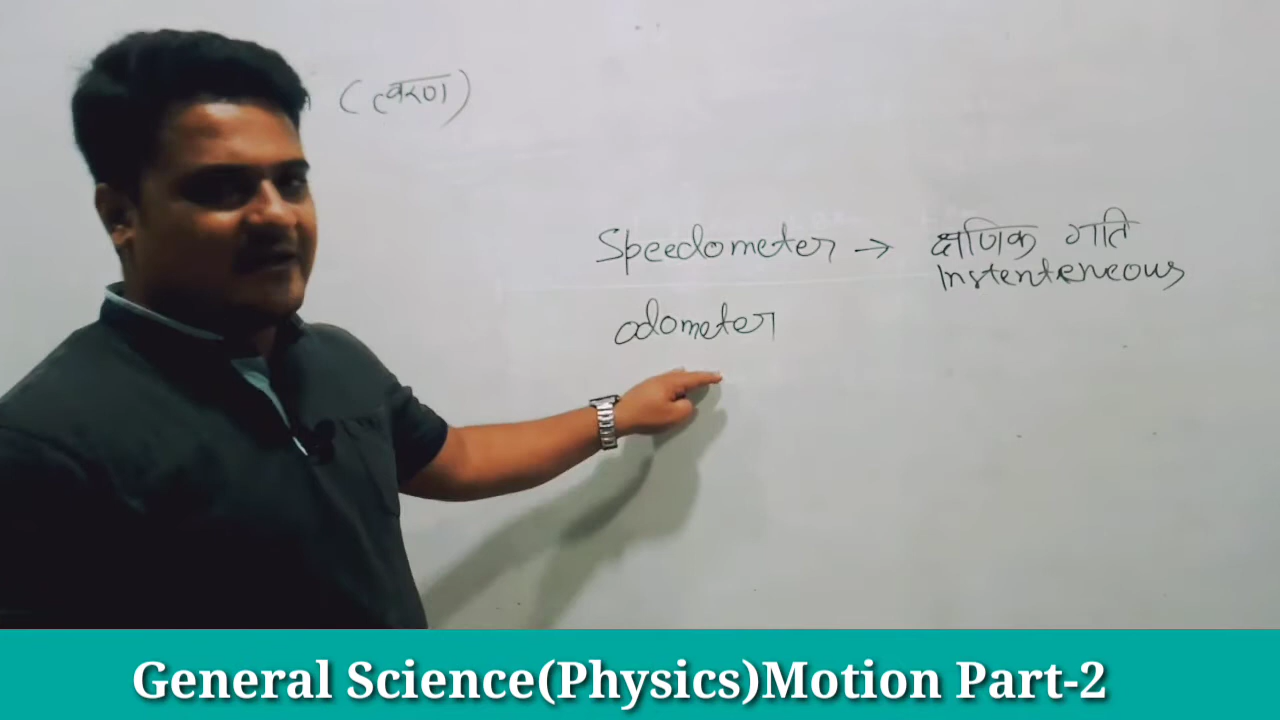 (त्वरण)
Speedometer → क्षणिक गति
Instenteneous
odometer
General Science(Physics)Motion Part-2